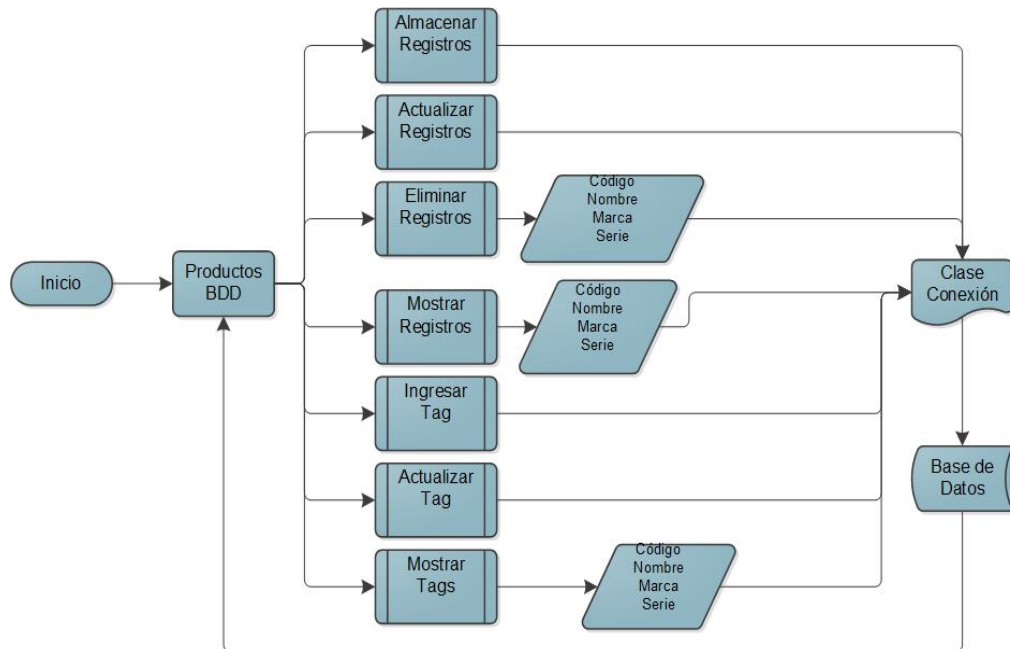 Almacenar
Registros
Actualizar
Registros
Eliminar
Registros
Código
Nombre
Marca
Serie
Inicio
Productos
BDD
Clase
Conexión
Mostrar
Registros
Código
Nombre
Marca
Serie
Ingresar
Tag
Actualizar
Tag
Base de
Datos
Mostrar
Tags
Código
Nombre
Marca
Serie